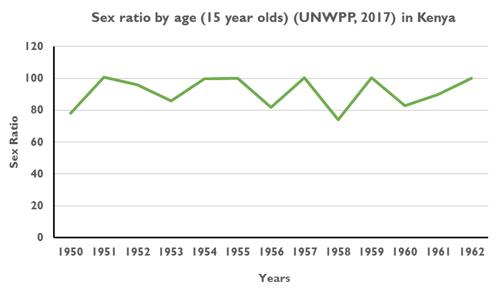 Sex ratio by age (15 year olds) (UNWPP, 2017) in Kenya
120
100
80
60
40
20
0
Sex Ratio
1950 1951 1952 1953 1954 1955 1956 1957 1958 1959 1960 1961 1962
Years